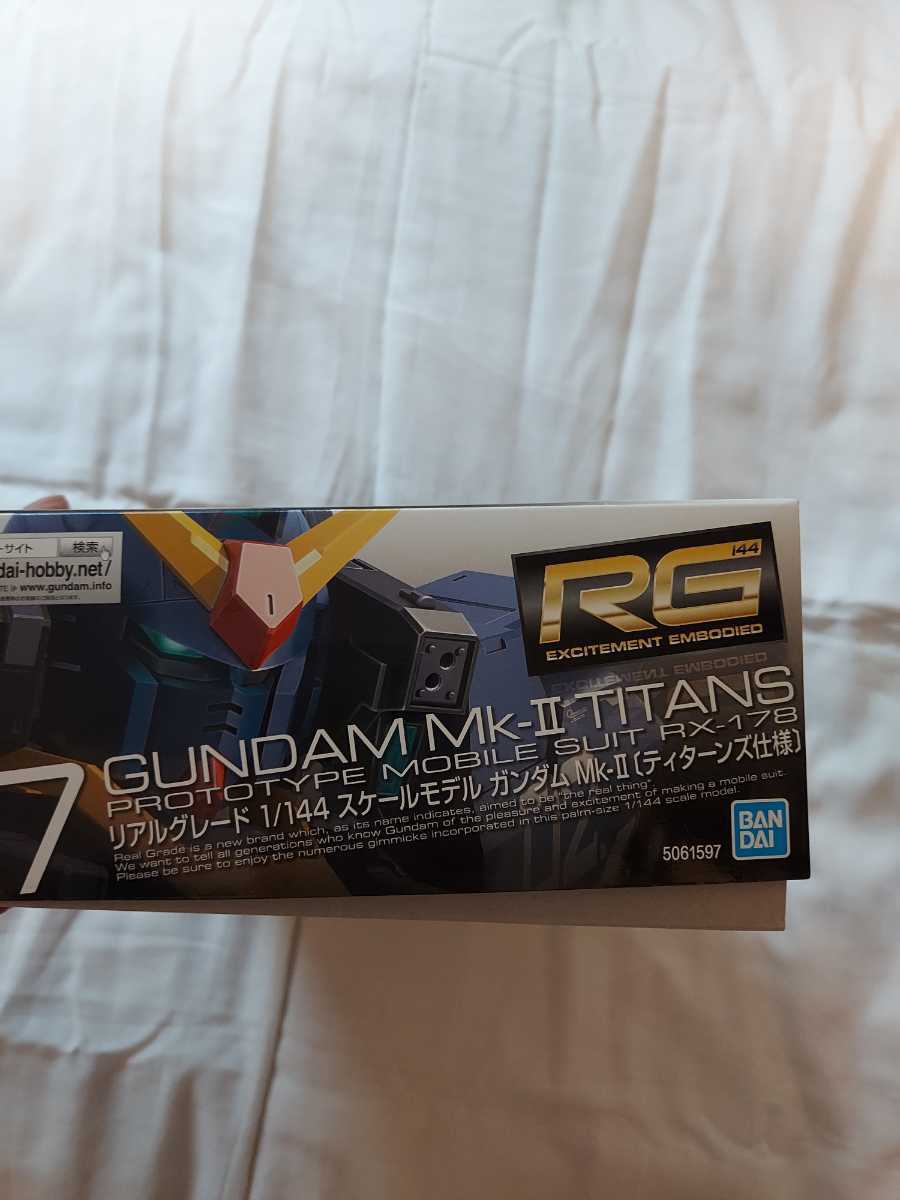 ーサイト 検索
dai-hobby.net/
www.gundam.info
144
RG
EXCITEMENT EMBODIED
7
GUNDAM Mk-II TITANS
PROTOTYPE MOBILE SUIT RX-178
リアルグレード 1/144 スケールモデル ガンダム Mk-II〔ティターンズ仕様〕
Real Grade is a new brand which, as its name indicates, aimed to be "the real thing".
We want to tell all generations who know Gundam of the pleasure and excitement of making a mobile suit.
Please be sure to enjoy the numerous gimmicks incorporated in this palm-size 1/144 scale model.
5061597
BAN
DAI